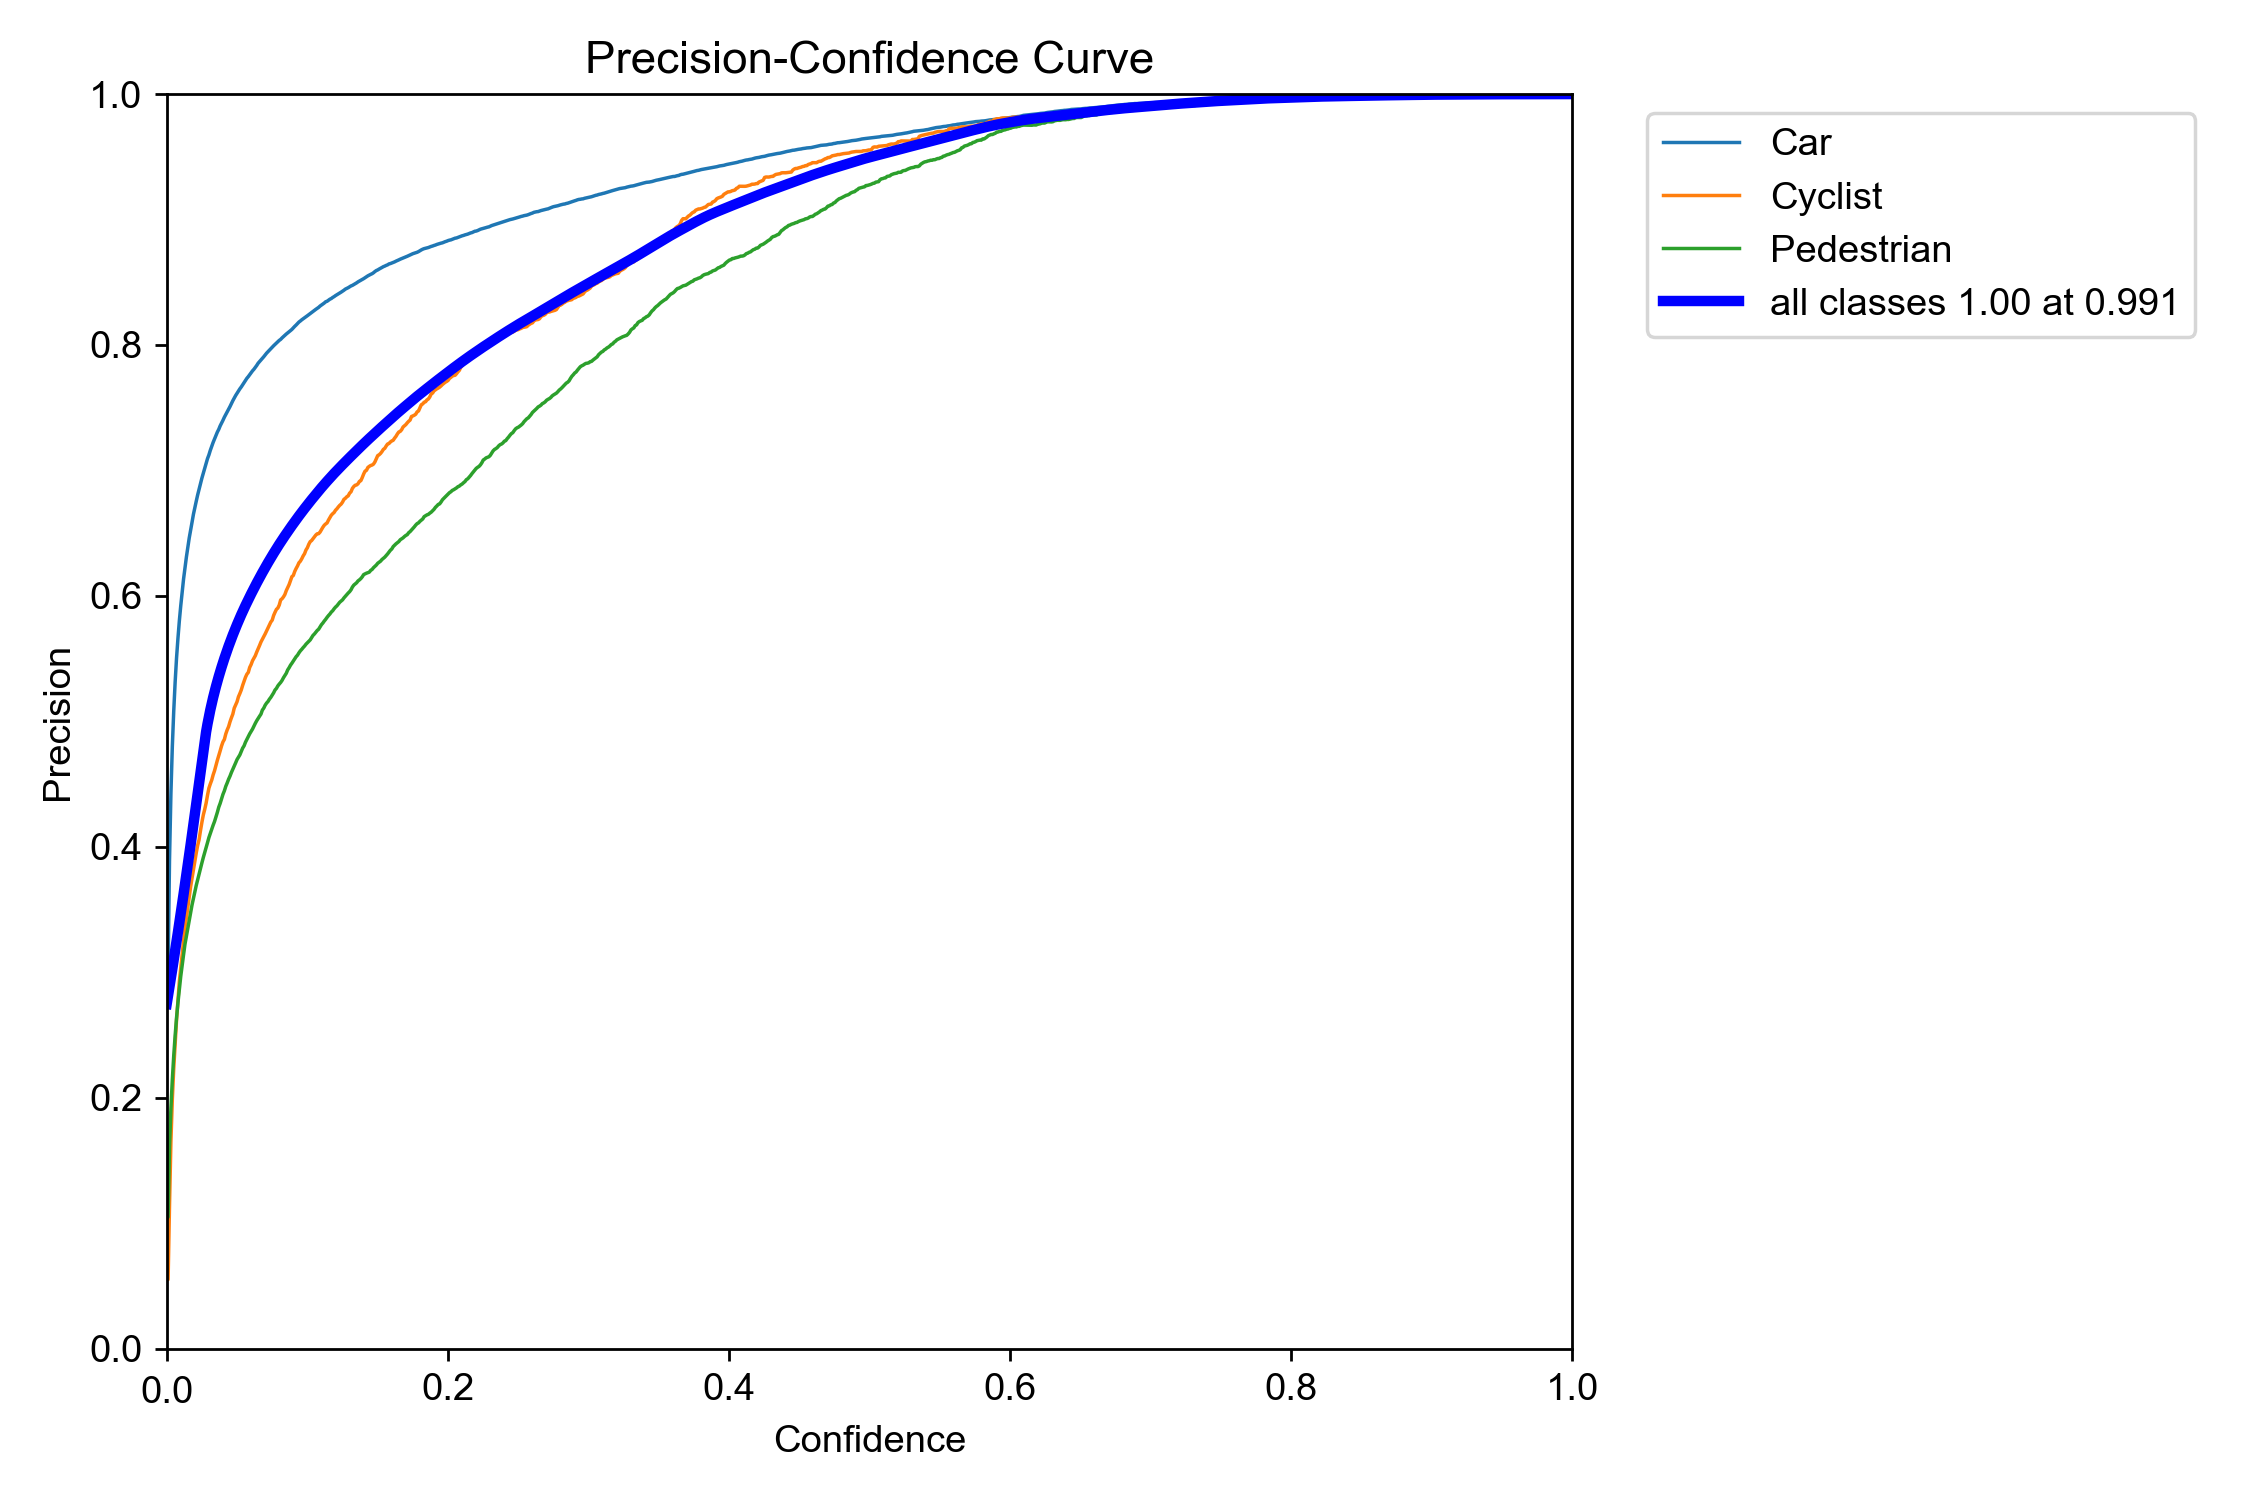 Precision-Confidence Curve
1.0
0.8
0.6
0.4
0.2
0.0
Precision
0.0 0.2 0.4 0.6 0.8 1.0
Confidence
Car
Cyclist
Pedestrian
all classes 1.00 at 0.991